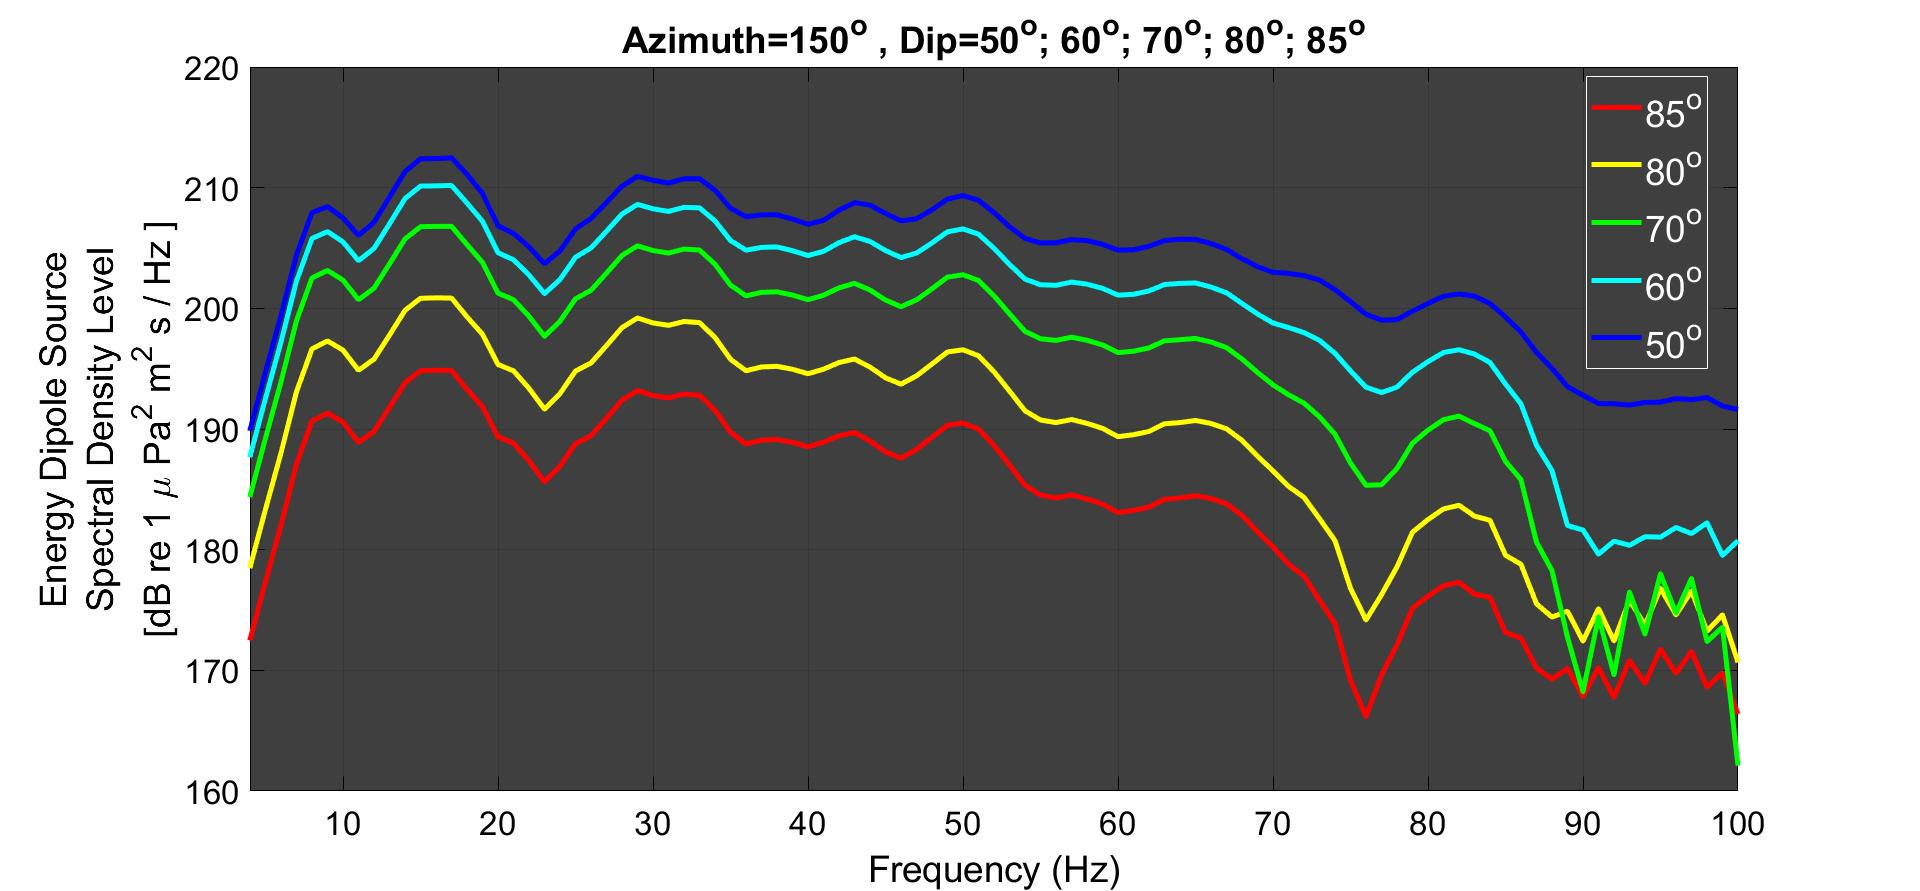 Azimuth=150° , Dip=50°; 60°; 70°; 80°; 85°
Energy Dipole Source
Spectral Density Level
[dB re 1 μ Pa² m² s / Hz ]
220
210
200
190
180
170
160
85°
80°
70°
60°
50°
10 20 30 40 50 60 70 80 90 100
Frequency (Hz)